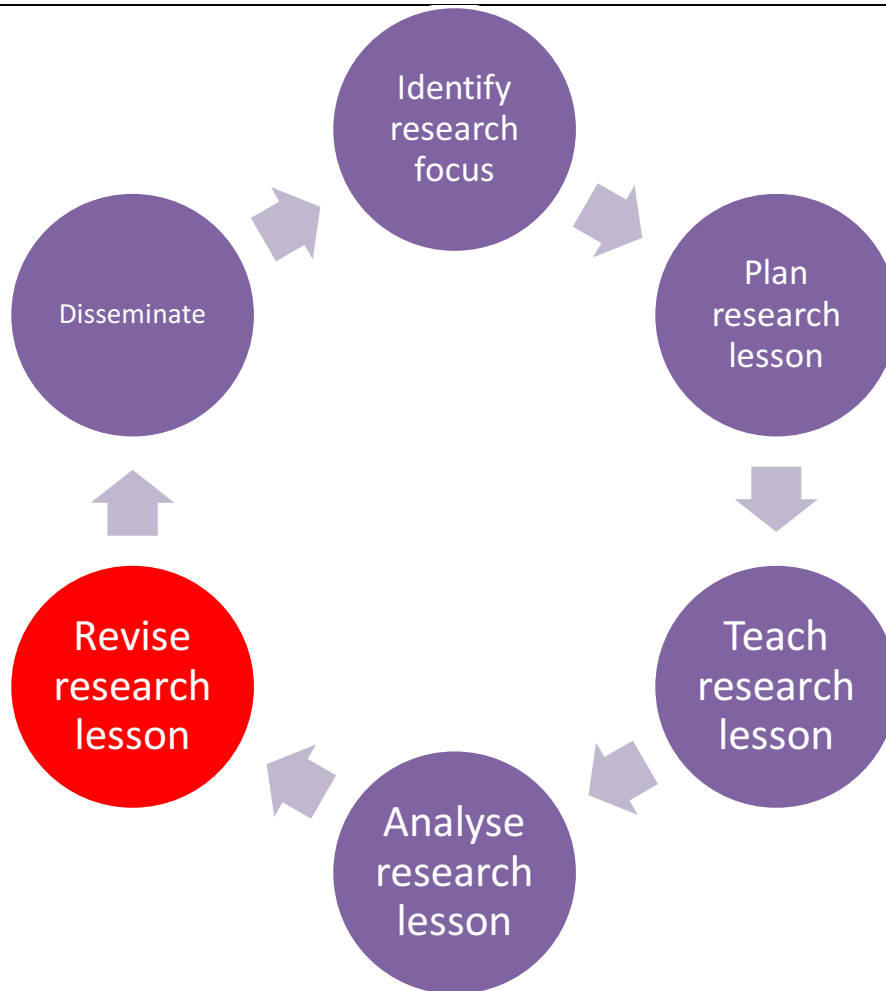 Identify
research
focus
Plan
research
lesson
Teach
research
lesson
Analyse
research
lesson
Revise
research
lesson
Disseminate